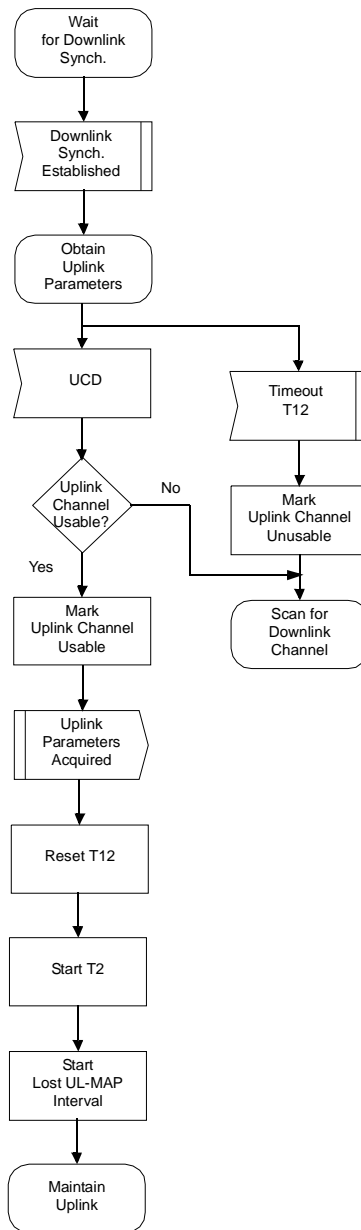 Wait
for Downlink
Synch.
Downlink
Synch.
Established
Obtain
Uplink
Parameters
UCD
Timeout
T12
Uplink
Channel
Usable?
No
Yes
Mark
Uplink Channel
Unusable
Mark
Uplink Channel
Usable
Scan for
Downlink
Channel
Uplink
Parameters
Acquired
Reset T12
Start T2
Start
Lost UL-MAP
Interval
Maintain
Uplink